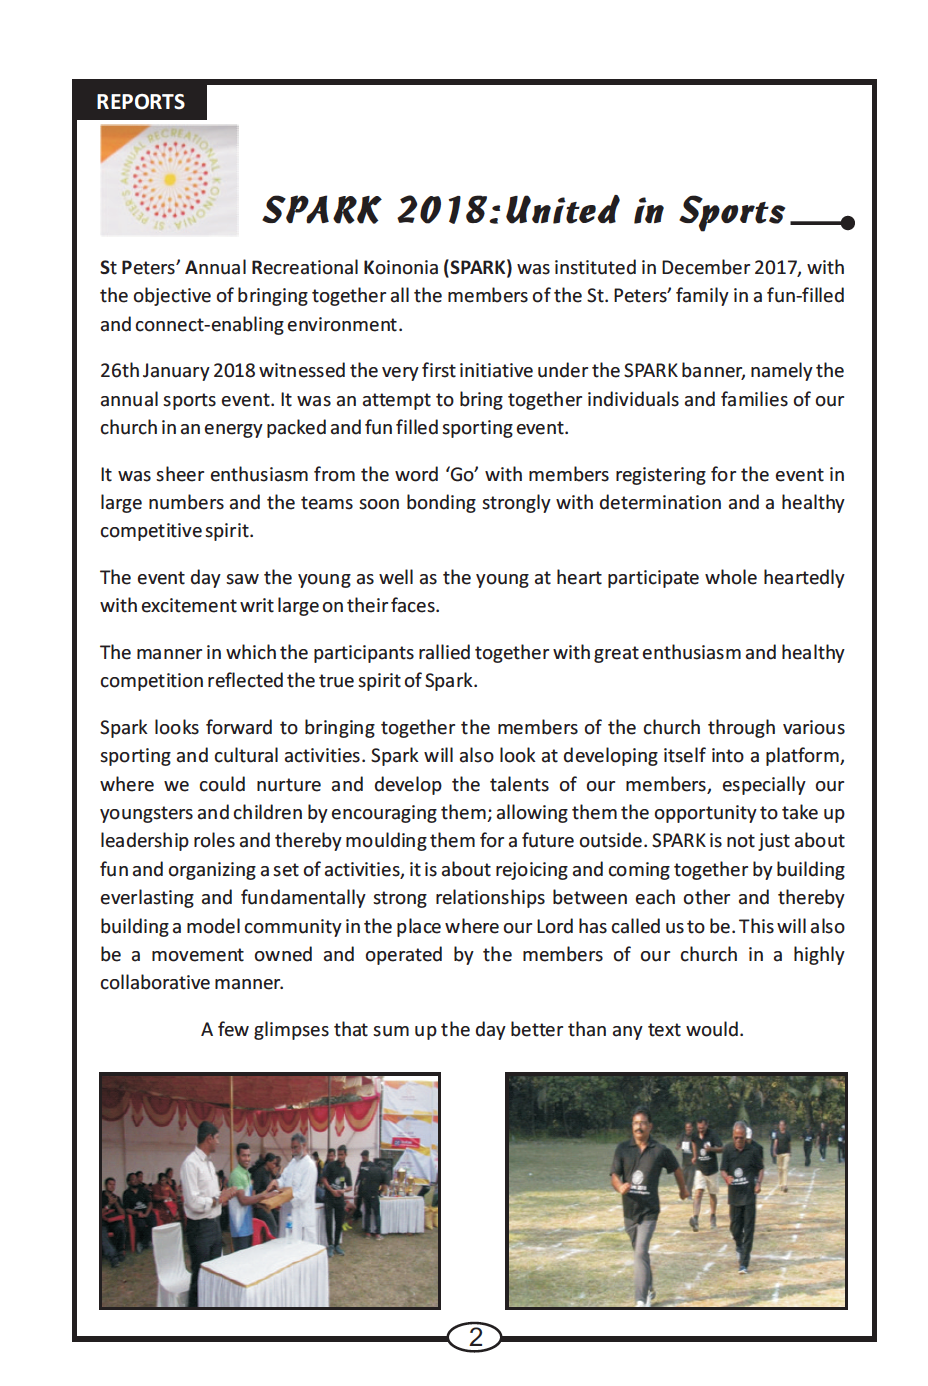 REPORTS
ST. PETER'S ANNUAL RECREATIONAL KOINONIA
SPARK 2018:United in Sports
St Peters’ Annual Recreational Koinonia (SPARK) was instituted in December 2017, with
the objective of bringing together all the members of the St. Peters’ family in a fun-filled
and connect-enabling environment.
26th January 2018 witnessed the very first initiative under the SPARK banner, namely the
annual sports event. It was an attempt to bring together individuals and families of our
church in an energy packed and fun filled sporting event.
It was sheer enthusiasm from the word ‘Go’ with members registering for the event in
large numbers and the teams soon bonding strongly with determination and a healthy
competitive spirit.
The event day saw the young as well as the young at heart participate whole heartedly
with excitement writ large on their faces.
The manner in which the participants rallied together with great enthusiasm and healthy
competition reflected the true spirit of Spark.
Spark looks forward to bringing together the members of the church through various
sporting and cultural activities. Spark will also look at developing itself into a platform,
where we could nurture and develop the talents of our members, especially our
youngsters and children by encouraging them; allowing them the opportunity to take up
leadership roles and thereby moulding them for a future outside. SPARK is not just about
fun and organizing a set of activities, it is about rejoicing and coming together by building
everlasting and fundamentally strong relationships between each other and thereby
building a model community in the place where our Lord has called us to be. This will also
be a movement owned and operated by the members of our church in a highly
collaborative manner.
A few glimpses that sum up the day better than any text would.
2